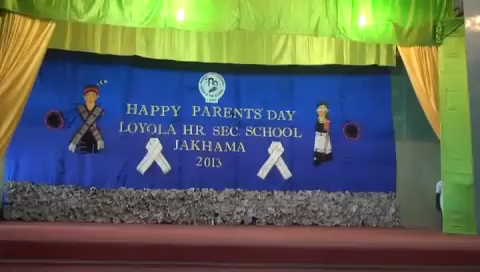 HAPPY PARENTS' DAY
LOYOLA HR. SEC. SCHOOL
JAKHAMA
2013